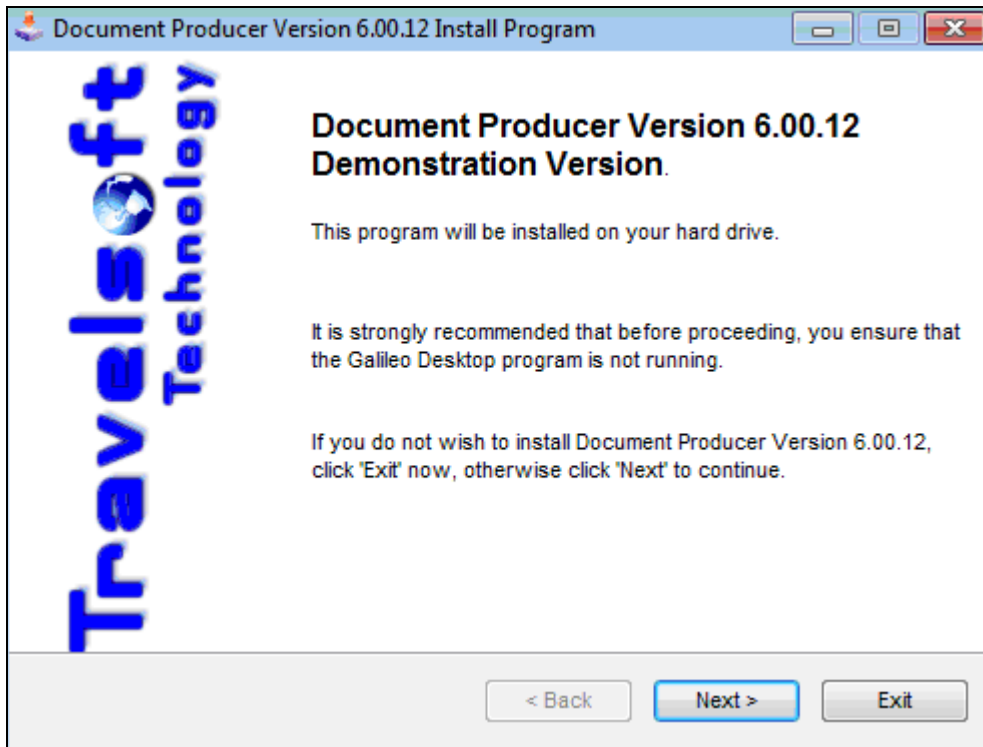 Document Producer Version 6.00.12 Install Program
Travelsoft
Technology
Document Producer Version 6.00.12
Demonstration Version.
This program will be installed on your hard drive.
It is strongly recommended that before proceeding, you ensure that
the Galileo Desktop program is not running.
If you do not wish to install Document Producer Version 6.00.12,
click 'Exit' now, otherwise click 'Next' to continue.
< Back
Next >
Exit